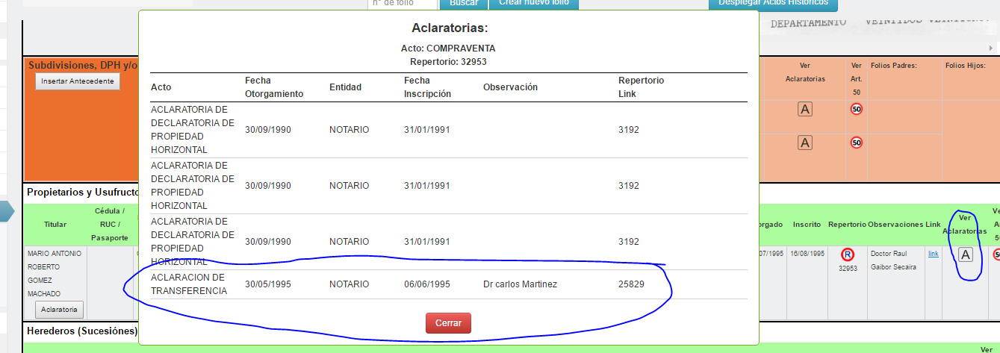 n° de folio
Buscar
Crear nuevo folio
Desplegar Actos Históricos
DEPARTAMENTO
Subdivisiones, DPH y/o
Insertar Antecedente
Ver
Aclaratorias
Ver
Art.
50
Folios Padres:
Folios Hijos:
A
50
A
50
Aclaratorias:
Acto: COMPRAVENTA
Repertorio: 32953
Acto
Fecha
Otorgamiento
Entidad
Fecha
Inscripción
Observación
Repertorio
Link
ACLARATORIA DE
DECLARATORIA DE
PROPIEDAD
HORIZONTAL
30/09/1990
NOTARIO
31/01/1991
3192
ACLARATORIA DE
DECLARATORIA DE
PROPIEDAD
HORIZONTAL
30/09/1990
NOTARIO
31/01/1991
3192
ACLARATORIA DE
DECLARATORIA DE
PROPIEDAD
HORIZONTAL
30/09/1990
NOTARIO
31/01/1991
3192
ACLARACION DE
TRANSFERENCIA
30/05/1995
NOTARIO
06/06/1995
Dr carlos Martinez
25829
Cerrar
Propietarios y Usufructo
Titular
Cédula /
RUC /
Pasaporte
orgado
Inscrito
Repertorio
Observaciones
Link
Ver
Aclaratorias
MARIO ANTONIO
ROBERTO
GOMEZ
MACHADO
Aclaratoria
07/1995
16/08/1995
R
32953
Doctor Raul
Gaibor Secaira
link
A
Herederos (Sucesiónes)
Ver